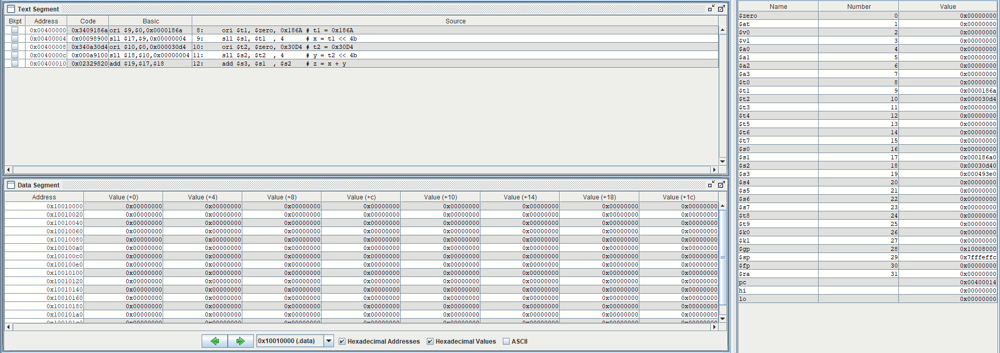 Text Segment
Bkpt Address Code Basic Source
0x00400000 0x3409186a ori $9,$0,0x0000186a 8: ori $t1, $zero, 0x186A # t1 = 0x186A
0x00400004 0x00098900 sll $17,$9,0x00000004 9: sll $s1, $t1 , 4 # x = t1 << 4b
0x00400008 0x340a30d4 ori $10,$0,0x000030d4 10: ori $t2, $zero, 0x30D4 # t2 = 0x30D4
0x0040000c 0x000a9100 sll $18,$10,0x00000004 11: sll $s2, $t2 , 4 # y = t2 << 4b
0x00400010 0x02329820 add $19,$17,$18 12: add $s3, $s1 , $s2 # z = x + y
Data Segment
Address Value (+0) Value (+4) Value (+8) Value (+c) Value (+10) Value (+14) Value (+18) Value (+1c)
0x10010000 0x00000000 0x00000000 0x00000000 0x00000000 0x00000000 0x00000000 0x00000000 0x00000000
0x10010020 0x00000000 0x00000000 0x00000000 0x00000000 0x00000000 0x00000000 0x00000000 0x00000000
0x10010040 0x00000000 0x00000000 0x00000000 0x00000000 0x00000000 0x00000000 0x00000000 0x00000000
0x10010060 0x00000000 0x00000000 0x00000000 0x00000000 0x00000000 0x00000000 0x00000000 0x00000000
0x10010080 0x00000000 0x00000000 0x00000000 0x00000000 0x00000000 0x00000000 0x00000000 0x00000000
0x100100a0 0x00000000 0x00000000 0x00000000 0x00000000 0x00000000 0x00000000 0x00000000 0x00000000
0x100100c0 0x00000000 0x00000000 0x00000000 0x00000000 0x00000000 0x00000000 0x00000000 0x00000000
0x100100e0 0x00000000 0x00000000 0x00000000 0x00000000 0x00000000 0x00000000 0x00000000 0x00000000
0x10010100 0x00000000 0x00000000 0x00000000 0x00000000 0x00000000 0x00000000 0x00000000 0x00000000
0x10010120 0x00000000 0x00000000 0x00000000 0x00000000 0x00000000 0x00000000 0x00000000 0x00000000
0x10010140 0x00000000 0x00000000 0x00000000 0x00000000 0x00000000 0x00000000 0x00000000 0x00000000
0x10010160 0x00000000 0x00000000 0x00000000 0x00000000 0x00000000 0x00000000 0x00000000 0x00000000
0x10010180 0x00000000 0x00000000 0x00000000 0x00000000 0x00000000 0x00000000 0x00000000 0x00000000
0x100101a0 0x00000000 0x00000000 0x00000000 0x00000000 0x00000000 0x00000000 0x00000000 0x00000000
0x10010000 (.data) Hexadecimal Addresses Hexadecimal Values ASCII
Name Number Value
$zero 0 0x00000000
$at 1 0x00000000
$v0 2 0x00000000
$v1 3 0x00000000
$a0 4 0x00000000
$a1 5 0x00000000
$a2 6 0x00000000
$a3 7 0x00000000
$t0 8 0x00000000
$t1 9 0x0000186a
$t2 10 0x000030d4
$t3 11 0x00000000
$t4 12 0x00000000
$t5 13 0x00000000
$t6 14 0x00000000
$t7 15 0x00000000
$s0 16 0x00000000
$s1 17 0x000186a0
$s2 18 0x00030d40
$s3 19 0x000493e0
$s4 20 0x00000000
$s5 21 0x00000000
$s6 22 0x00000000
$s7 23 0x00000000
$t8 24 0x00000000
$t9 25 0x00000000
$k0 26 0x00000000
$k1 27 0x00000000
$gp 28 0x10008000
$sp 29 0x7fffeffc
$fp 30 0x00000000
$ra 31 0x00000000
pc 0x00400014
hi 0x00000000
lo 0x00000000